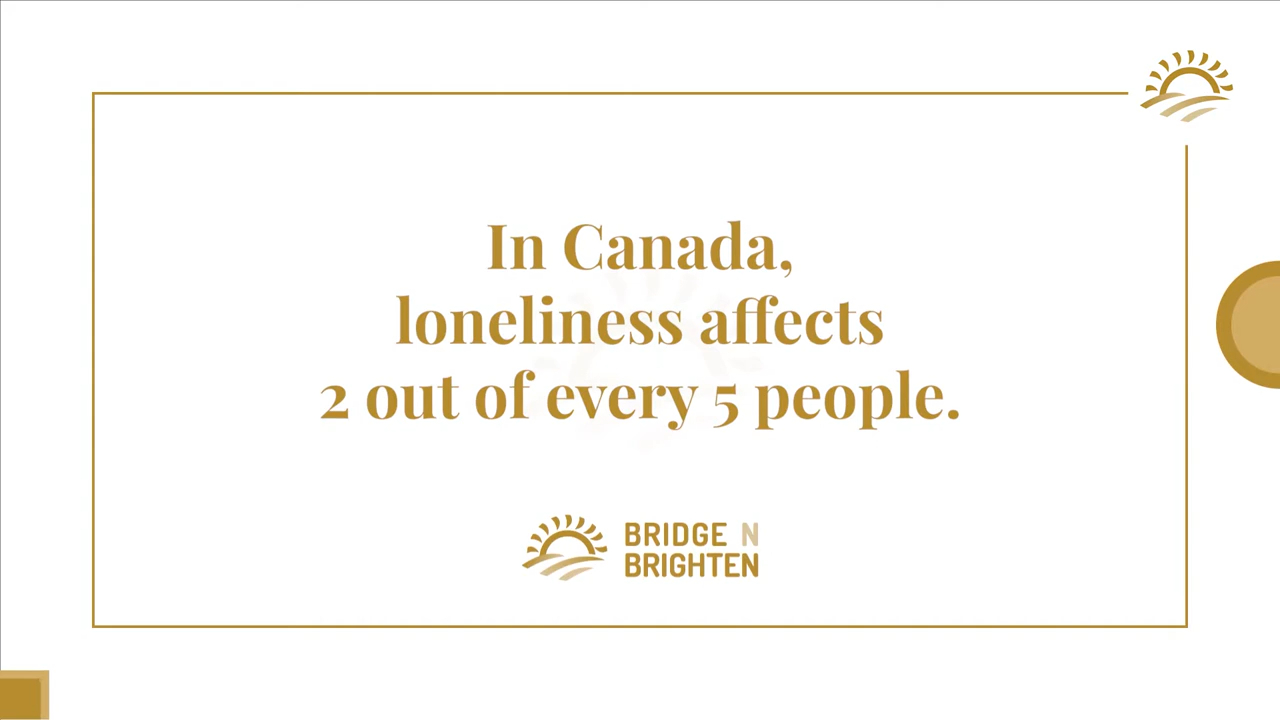 In Canada,
loneliness affects
2 out of every 5 people.
BRIDGE N
BRIGHTEN